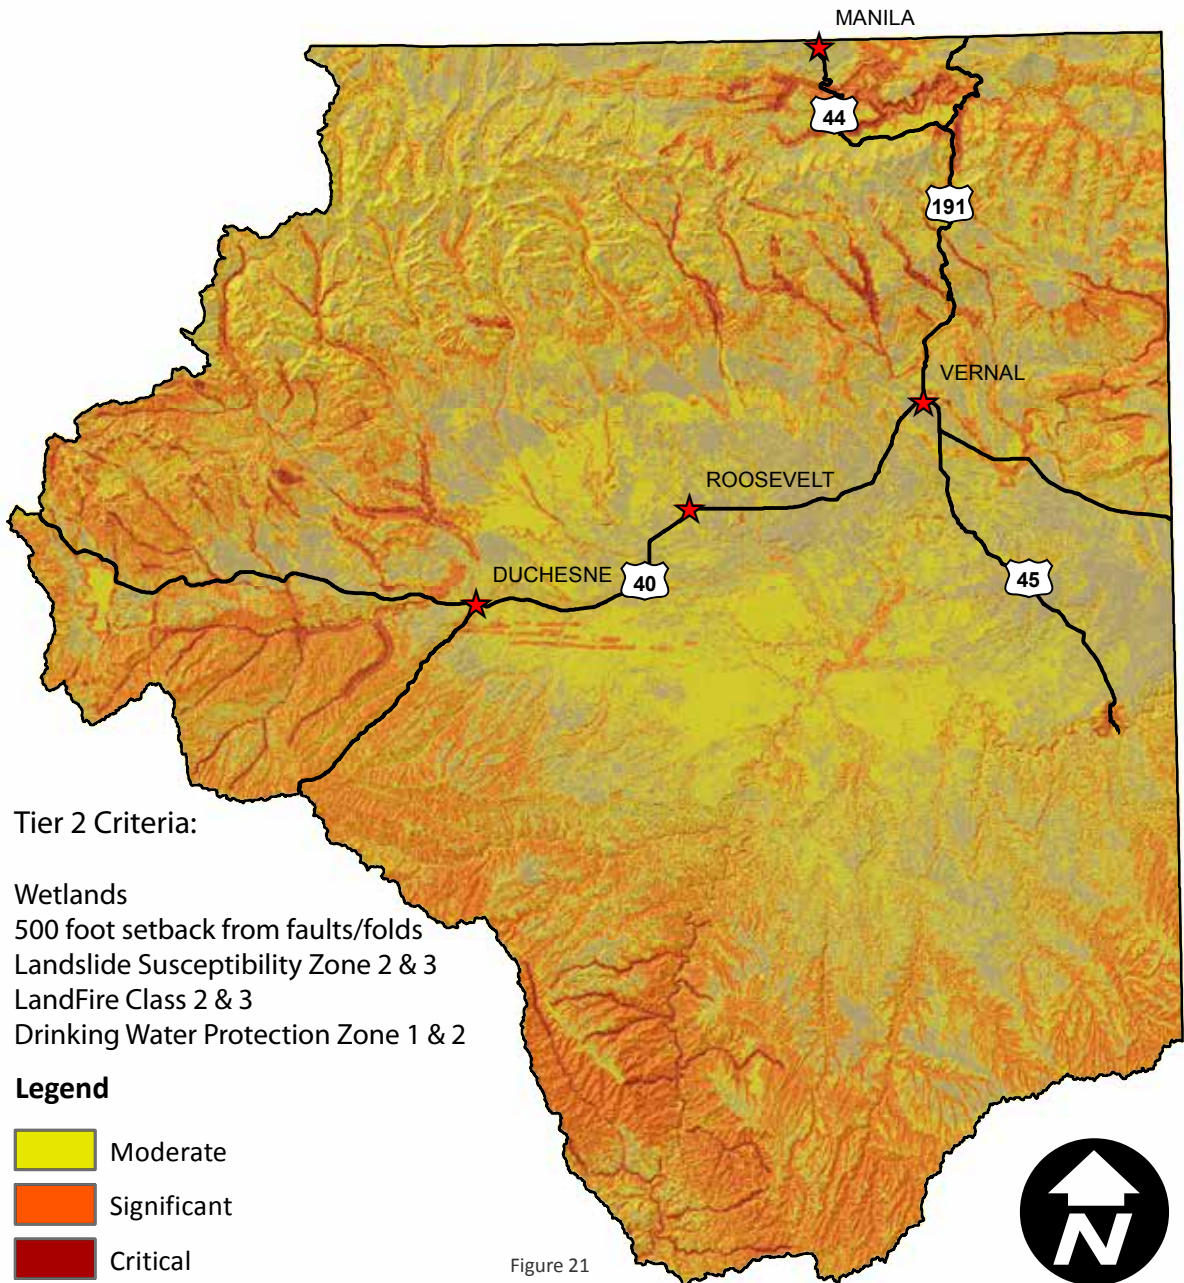 MANILA
44
191
VERNAL
ROOSEVELT
DUCHESNE
40
45
Tier 2 Criteria:
Wetlands
500 foot setback from faults/folds
Landslide Susceptibility Zone 2 & 3
LandFire Class 2 & 3
Drinking Water Protection Zone 1 & 2
Legend
Moderate
Significant
Critical
Figure 21
N